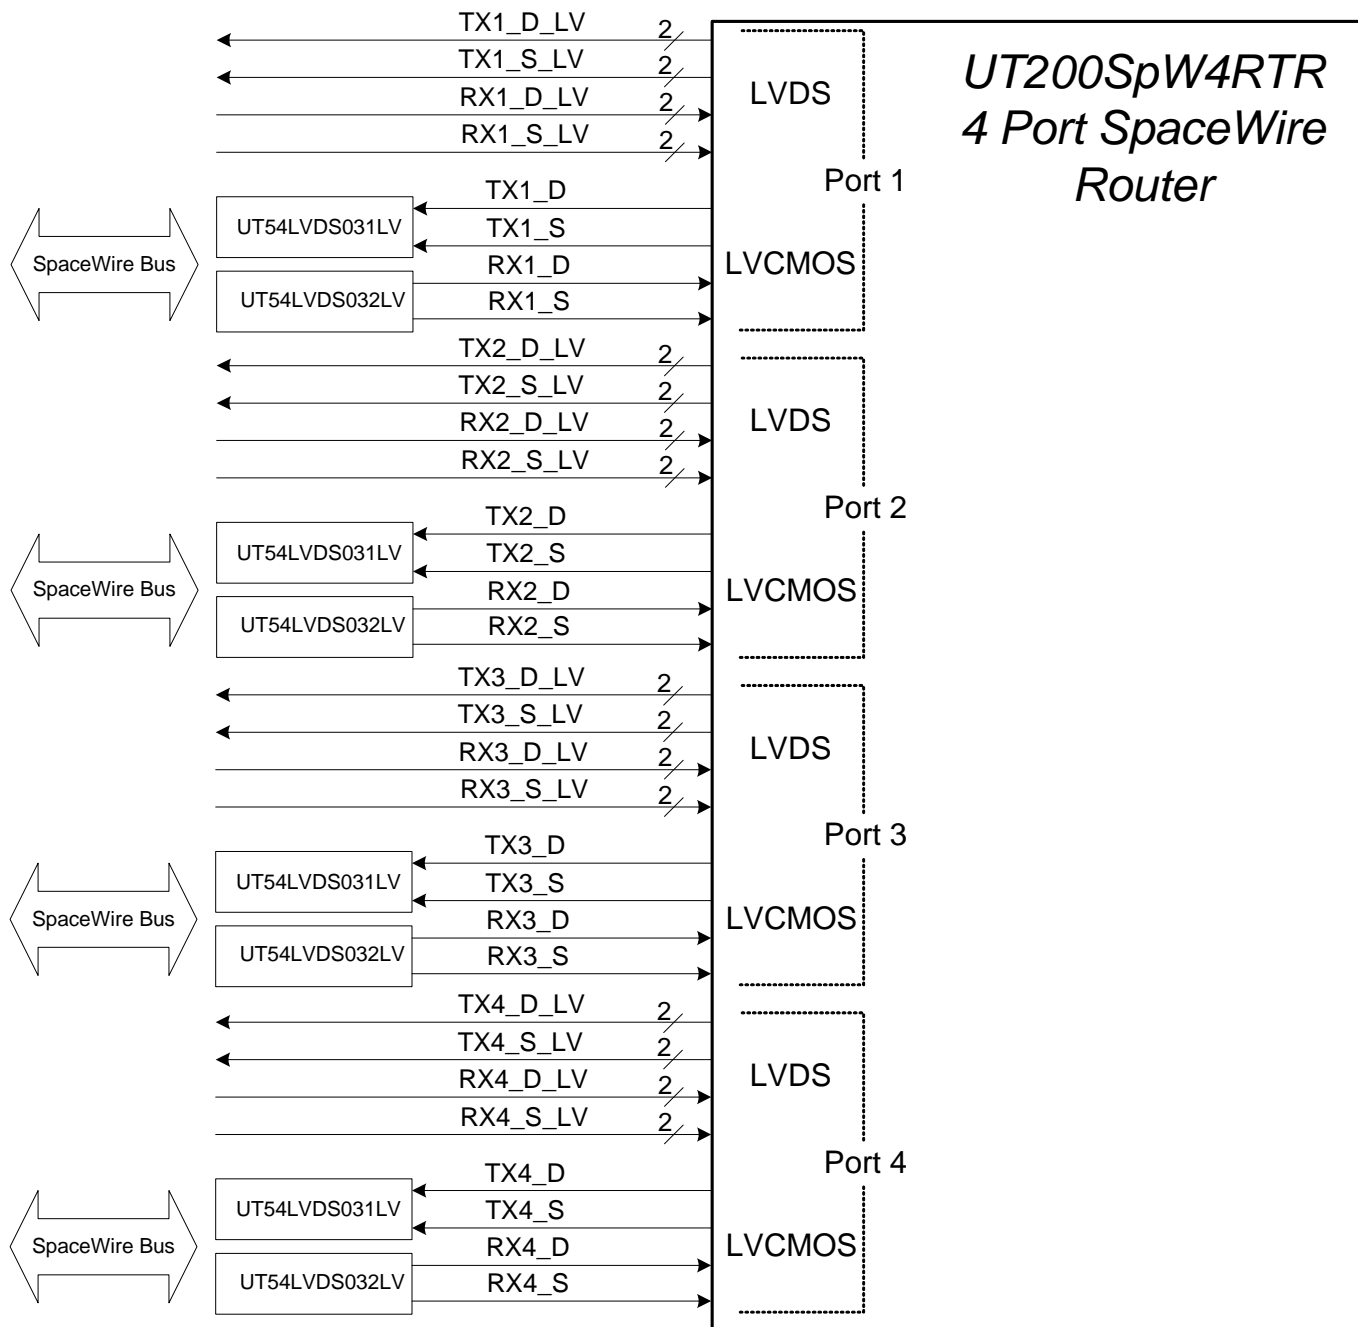 TX1_D_LV
2
TX1_S_LV
2
RX1_D_LV
2
RX1_S_LV
2
LVDS
UT200SpW4RTR
4 Port SpaceWire
Router
Port 1
TX1_D
UT54LVDS031LV
TX1_S
SpaceWire Bus
RX1_D
LVCMOS
UT54LVDS032LV
RX1_S
TX2_D_LV
2
TX2_S_LV
2
RX2_D_LV
2
RX2_S_LV
2
LVDS
Port 2
TX2_D
UT54LVDS031LV
TX2_S
SpaceWire Bus
RX2_D
LVCMOS
UT54LVDS032LV
RX2_S
TX3_D_LV
2
TX3_S_LV
2
RX3_D_LV
2
RX3_S_LV
2
LVDS
Port 3
TX3_D
UT54LVDS031LV
TX3_S
SpaceWire Bus
RX3_D
LVCMOS
UT54LVDS032LV
RX3_S
TX4_D_LV
2
TX4_S_LV
2
RX4_D_LV
2
RX4_S_LV
2
LVDS
Port 4
TX4_D
UT54LVDS031LV
TX4_S
SpaceWire Bus
RX4_D
LVCMOS
UT54LVDS032LV
RX4_S